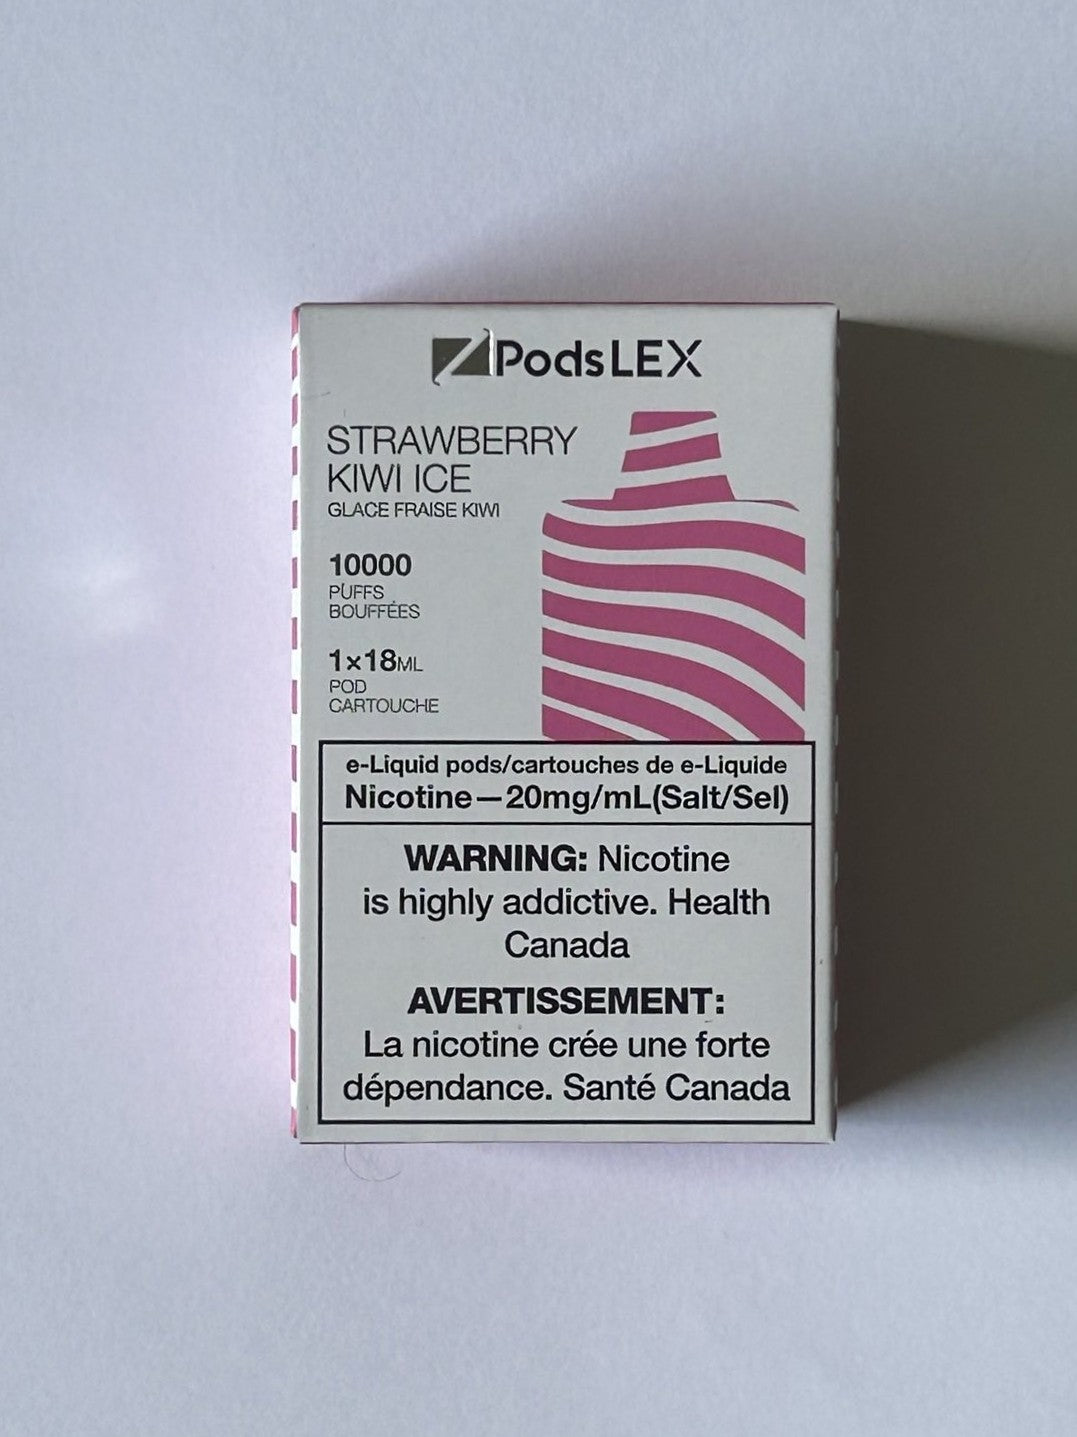 ZPodsLEX
STRAWBERRY
KIWI ICE
GLACE FRAISE KIWI
10000
PUFFS
BOUFFÉES
1×18ML
POD
CARTOUCHE
e-Liquid pods/cartouches de e-Liquide
Nicotine—20mg/mL(Salt/Sel)
WARNING: Nicotine
is highly addictive. Health
Canada
AVERTISSEMENT:
La nicotine crée une forte
dépendance. Santé Canada